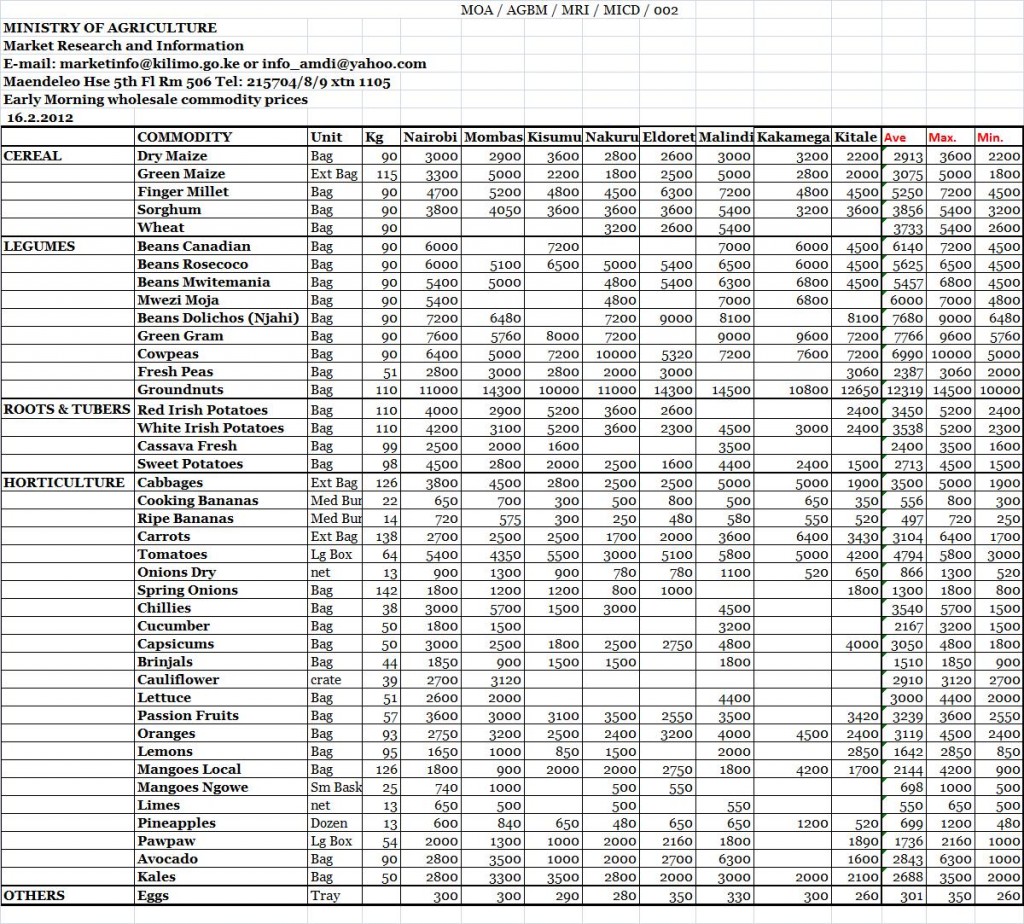 MOA / AGBM / MRI / MICD / 002
MINISTRY OF AGRICULTURE
Market Research and Information
E-mail: marketinfo@kilimo.go.ke or info_amdi@yahoo.com
Maendeleo Hse 5th Fl Rm 506 Tel: 215704/8/9 xtn 1105
Early Morning wholesale commodity prices
16.2.2012
COMMODITY Unit Kg Nairobi Mombas Kisumu Nakuru Eldoret Malindi Kakamega Kitale Ave Max. Min.
CEREAL Dry Maize Bag 90 3000 2900 3600 2800 2600 3000 3200 2200 2913 3600 2200
Green Maize Ext Bag 115 3300 5000 2200 1800 2500 5000 2800 2000 3075 5000 1800
Finger Millet Bag 90 4700 5200 4800 4500 6300 7200 4800 4500 5250 7200 4500
Sorghum Bag 90 3800 4050 3600 3600 3600 5400 3200 3600 3856 5400 3200
Wheat Bag 90 3200 2600 5400 3733 5400 2600
LEGUMES Beans Canadian Bag 90 6000 7200 7000 6000 4500 6140 7200 4500
Beans Rosecoco Bag 90 6000 5100 6500 5000 5400 6500 6000 4500 5625 6500 4500
Beans Mwitemania Bag 90 5400 5000 4800 5400 6300 6800 4500 5457 6800 4500
Mwezi Moja Bag 90 5400 4800 7000 6800 6000 7000 4800
Beans Dolichos (Njahi) Bag 90 7200 6480 7200 9000 8100 8100 7680 9000 6480
Green Gram Bag 90 7600 5760 8000 7200 9000 9600 7200 7766 9600 5760
Cowpeas Bag 90 6400 5000 7200 10000 5320 7200 7600 7200 6990 10000 5000
Fresh Peas Bag 51 2800 3000 2800 2000 3000 3060 2387 3060 2000
Groundnuts Bag 110 11000 14300 10000 11000 14300 14500 10800 12650 12319 14500 10000
ROOTS & TUBERS Red Irish Potatoes Bag 110 4000 2900 5200 3600 2600 2400 3450 5200 2400
White Irish Potatoes Bag 110 4200 3100 5200 3600 2300 4500 3000 2400 3538 5200 2300
Cassava Fresh Bag 99 2500 2000 1600 3500 2400 3500 1600
Sweet Potatoes Bag 98 4500 2800 2000 2500 1600 4400 2400 1500 2713 4500 1500
HORTICULTURE Cabbages Ext Bag 126 3800 4500 2800 2500 2500 5000 5000 1900 3500 5000 1900
Cooking Bananas Med Bur 22 650 700 300 500 800 500 650 350 556 800 300
Ripe Bananas Med Bur 14 720 575 300 250 480 580 550 520 497 720 250
Carrots Ext Bag 138 2700 2500 2500 1700 2000 3600 6400 3430 3104 6400 1700
Tomatoes Lg Box 64 5400 4350 5500 3000 5100 5800 5000 4200 4794 5800 3000
Onions Dry net 13 900 1300 900 780 780 1100 520 650 866 1300 520
Spring Onions Bag 142 1800 1200 1200 800 1000 1800 1300 1800 800
Chillies Bag 38 3000 5700 1500 3000 4500 3540 5700 1500
Cucumber Bag 50 1800 1500 3200 2167 3200 1500
Capsicums Bag 50 3000 2500 1800 2500 2750 4800 4000 3050 4800 1800
Brinjals Bag 44 1850 900 1500 1500 1800 1510 1850 900
Cauliflower crate 39 2700 3120 2910 3120 2700
Lettuce Bag 51 2600 2000 4400 3000 4400 2000
Passion Fruits Bag 57 3600 3000 3100 3500 2550 3500 3420 3239 3600 2550
Oranges Bag 93 2750 3200 2500 2400 3200 4000 4500 2400 3119 4500 2400
Lemons Bag 95 1650 1000 850 1500 2000 2850 1642 2850 850
Mangoes Local Bag 126 1800 900 2000 2000 2750 1800 4200 1700 2144 4200 900
Mangoes Ngowe Sm Bask 25 740 1000 500 550 698 1000 500
Limes net 13 650 500 500 550 550 650 500
Pineapples Dozen 13 600 840 650 480 650 650 1200 520 699 1200 480
Pawpaw Lg Box 54 2000 1300 1000 2000 2160 1800 1890 1736 2160 1000
Avocado Bag 90 2800 3500 1000 2000 2700 6300 1600 2843 6300 1000
Kales Bag 50 2800 3300 3500 2800 2000 3000 2000 2100 2688 3500 2000
OTHERS Eggs Tray 300 300 290 280 350 330 300 260 301 350 260